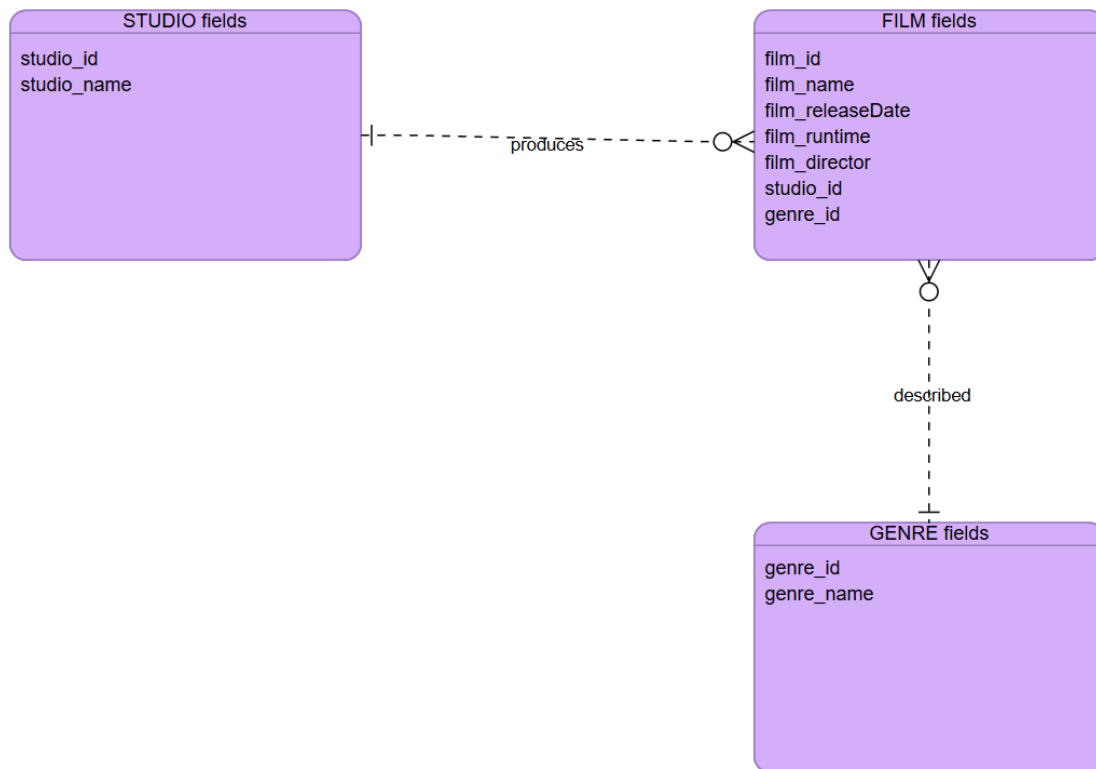 STUDIO fields
studio_id
studio_name
produces
FILM fields
film_id
film_name
film_releaseDate
film_runtime
film_director
studio_id
genre_id
described
GENRE fields
genre_id
genre_name